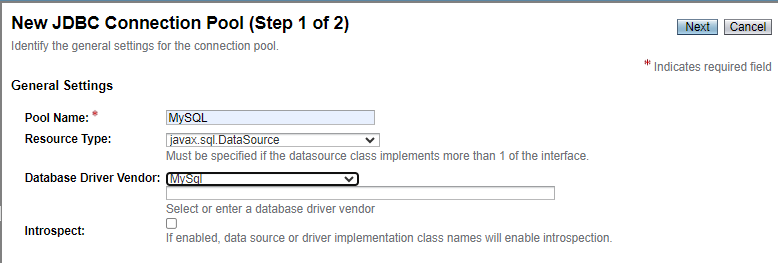 New JDBC Connection Pool (Step 1 of 2)
Next Cancel
Identify the general settings for the connection pool.
* Indicates required field
General Settings
Pool Name: * MySQL
Resource Type: javax.sql.DataSource
Must be specified if the datasource class implements more than 1 of the interface.
Database Driver Vendor: MySql
Select or enter a database driver vendor
Introspect:
If enabled, data source or driver implementation class names will enable introspection.